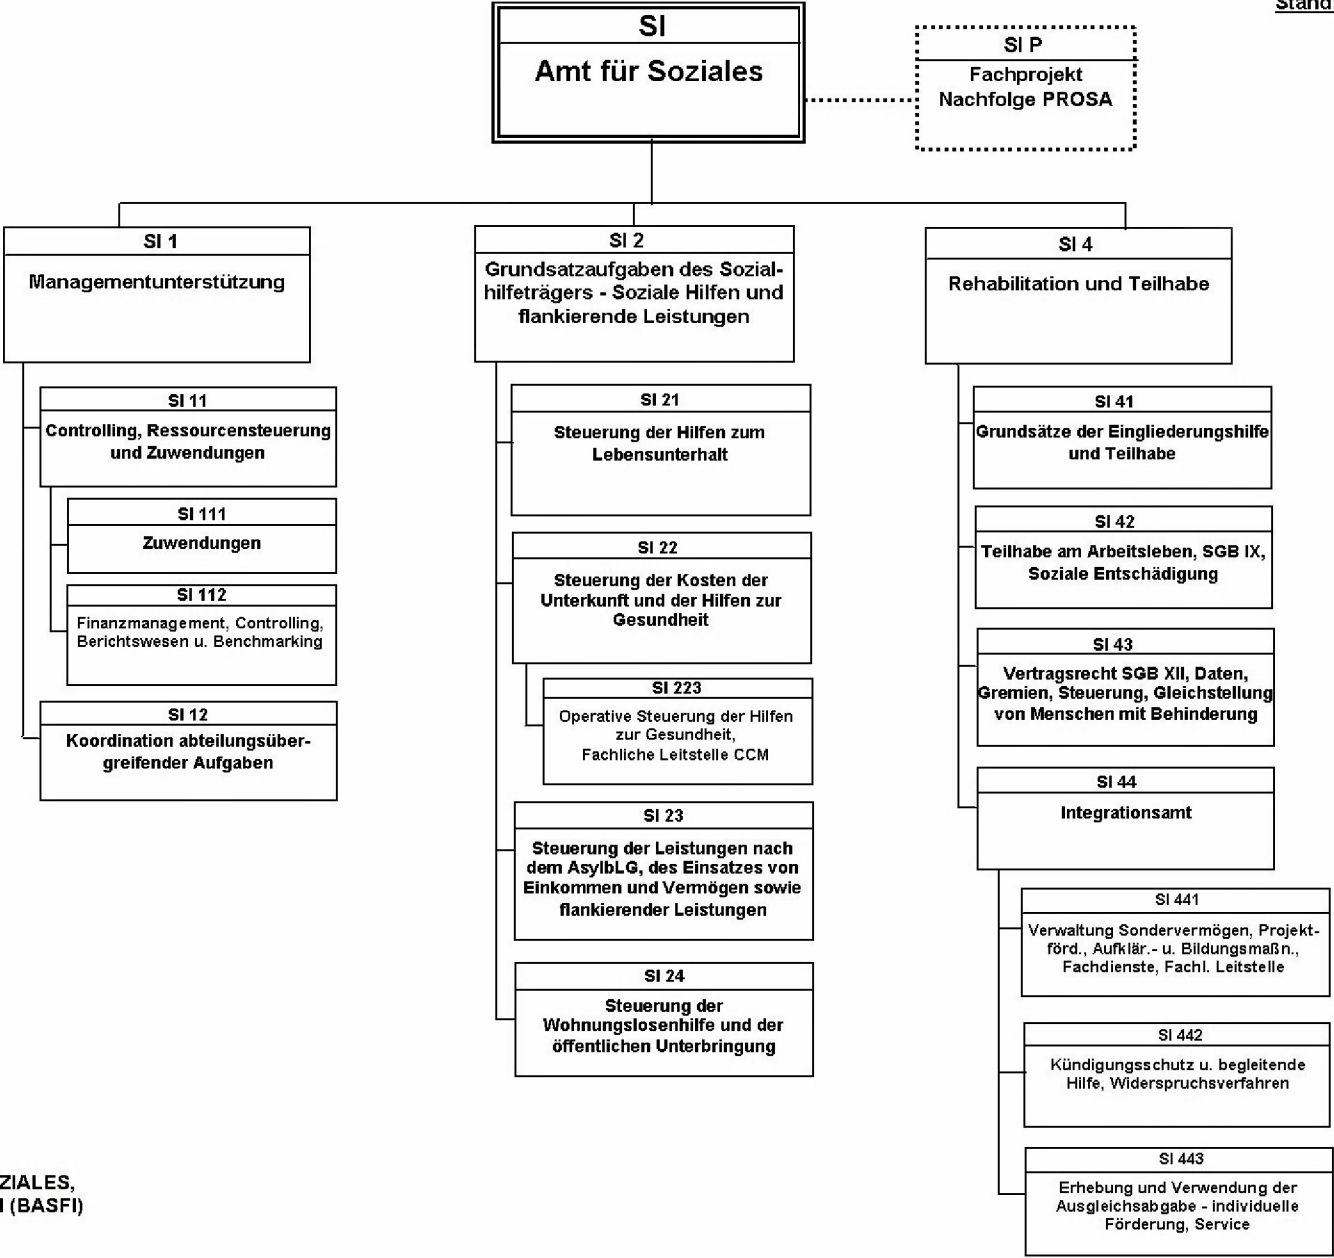 Stand:
SI
Amt für Soziales
SI P
Fachprojekt
Nachfolge PROSA
SI 1
Managementunterstützung
SI 11
Controlling, Ressourcensteuerung
und Zuwendungen
SI 111
Zuwendungen
SI 112
Finanzmanagement, Controlling,
Berichtswesen u. Benchmarking
SI 12
Koordination abteilungsüber-
greifender Aufgaben
SI 2
Grundsatzaufgaben des Sozial-
hilfeträgers - Soziale Hilfen und
flankierende Leistungen
SI 21
Steuerung der Hilfen zum
Lebensunterhalt
SI 22
Steuerung der Kosten der
Unterkunft und der Hilfen zur
Gesundheit
SI 223
Operative Steuerung der Hilfen
zur Gesundheit,
Fachliche Leitstelle CCM
SI 23
Steuerung der Leistungen nach
dem AsylbLG, des Einsatzes von
Einkommen und Vermögen sowie
flankierender Leistungen
SI 24
Steuerung der
Wohnungslosenhilfe und der
öffentlichen Unterbringung
SI 4
Rehabilitation und Teilhabe
SI 41
Grundsätze der Eingliederungshilfe
und Teilhabe
SI 42
Teilhabe am Arbeitsleben, SGB IX,
Soziale Entschädigung
SI 43
Vertragsrecht SGB XII, Daten,
Gremien, Steuerung, Gleichstellung
von Menschen mit Behinderung
SI 44
Integrationsamt
SI 441
Verwaltung Sondervermögen, Projekt-
förd., Aufklär.- u. Bildungsmaßn.,
Fachdienste, Fachl. Leitstelle
SI 442
Kündigungsschutz u. begleitende
Hilfe, Widerspruchsverfahren
SI 443
Erhebung und Verwendung der
Ausgleichsabgabe - individuelle
Förderung, Service
ZIALES,
(BASFI)